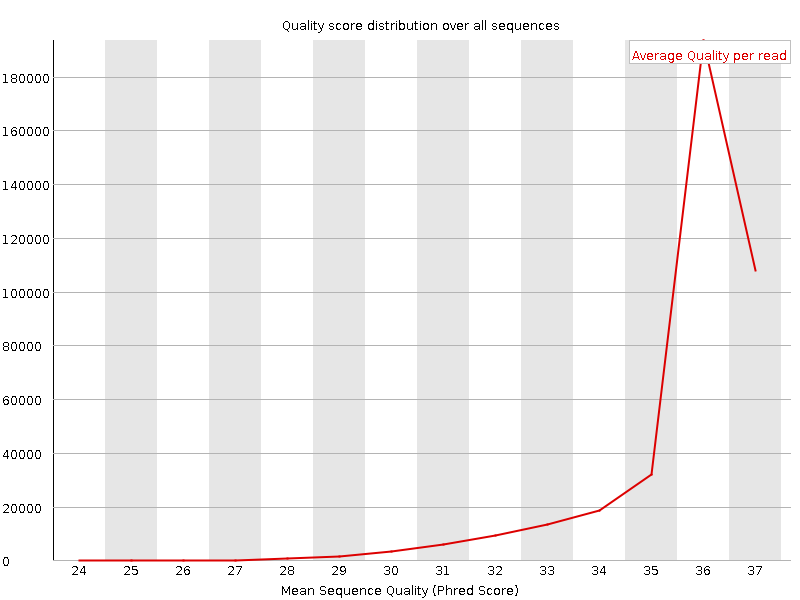 Quality score distribution over all sequences
Average Quality per read
180000
160000
140000
120000
100000
80000
60000
40000
20000
0
24 25 26 27 28 29 30 31 32 33 34 35 36 37
Mean Sequence Quality (Phred Score)